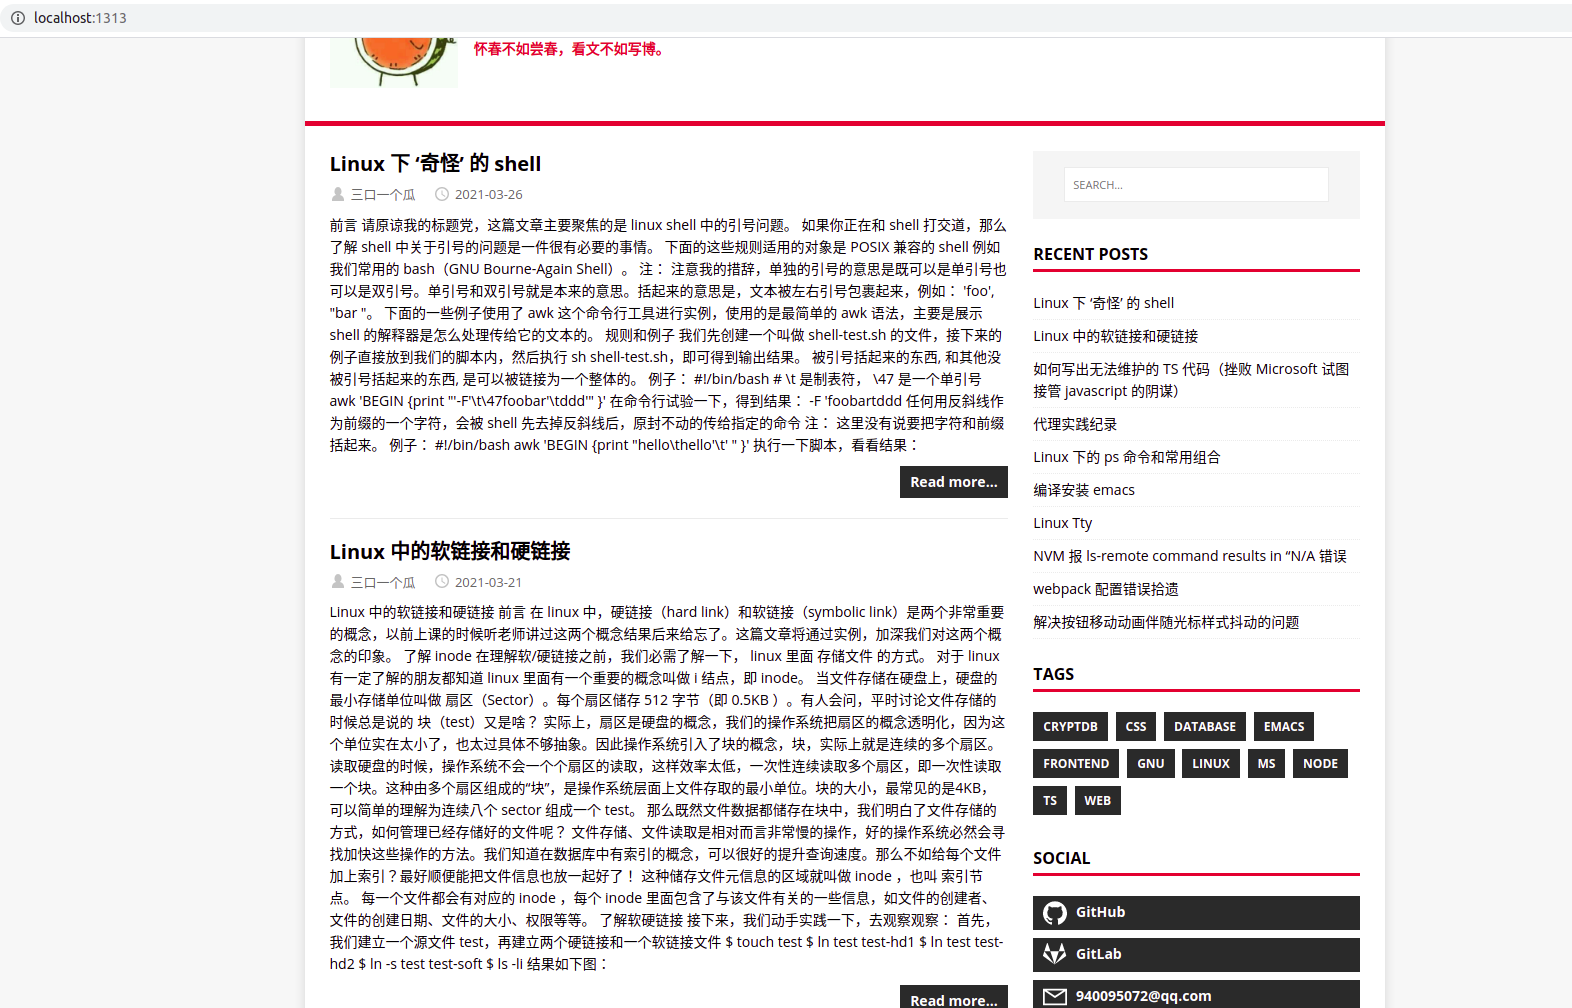 localhost:1313
怀春不如尝春，看文不如写博。
Linux 下 ‘奇怪’ 的 shell
三口一个瓜 2021-03-26
前言 请原谅我的标题党，这篇文章主要聚焦的是 linux shell 中的引号问题。 如果你正在和 shell 打交道，那么
了解 shell 中关于引号的问题是一件很有必要的事情。 下面的这些规则适用的对象是 POSIX 兼容的 shell 例如
我们常用的 bash（GNU Bourne-Again Shell）。 注： 注意我的措辞，单独的引号的意思是既可以是单引号也
可以是双引号。单引号和双引号就是本来的意思。括起来的意思是，文本被左右引号包裹起来，例如： 'foo',
"bar "。 下面的一些例子使用了 awk 这个命令行工具进行实例，使用的是最简单的 awk 语法，主要是展示
shell 的解释器是怎么处理传给它的文本的。 规则和例子 我们先创建一个叫做 shell-test.sh 的文件，接下来的
例子直接放到我们的脚本内，然后执行 sh shell-test.sh，即可得到输出结果。 被引号括起来的东西, 和其他没
被引号括起来的东西, 是可以被链接为一个整体的。 例子： #!/bin/bash # \t 是制表符， \47 是一个单引号
awk 'BEGIN {print "'-F'\t\47foobar'\tddd'" }' 在命令行试验一下，得到结果： -F 'foobartddd 任何用反斜线作
为前缀的一个字符，会被 shell 先去掉反斜线后，原封不动的传给指定的命令 注： 这里没有说要把字符和前缀
括起来。 例子： #!/bin/bash awk 'BEGIN {print "hello\thello'\t' " }' 执行一下脚本，看看结果：
Read more...
Linux 中的软链接和硬链接
三口一个瓜 2021-03-21
Linux 中的软链接和硬链接 前言 在 linux 中，硬链接（hard link）和软链接（symbolic link）是两个非常重要
的概念，以前上课的时候听老师讲过这两个概念结果后来给忘了。这篇文章将通过实例，加深我们对这两个概
念的印象。 了解 inode 在理解软/硬链接之前，我们必需了解一下， linux 里面 存储文件 的方式。 对于 linux
有一定了解的朋友都知道 linux 里面有一个重要的概念叫做 i 结点，即 inode。 当文件存储在硬盘上，硬盘的
最小存储单位叫做 扇区（Sector）。每个扇区储存 512 字节（即 0.5KB ）。有人会问，平时讨论文件存储的
时候总是说的 块（test）又是啥？ 实际上，扇区是硬盘的概念，我们的操作系统把扇区的概念透明化，因为这
个单位实在太小了，也太过具体不够抽象。因此操作系统引入了块的概念，块，实际上就是连续的多个扇区。
读取硬盘的时候，操作系统不会一个个扇区的读取，这样效率太低，一次性连续读取多个扇区，即一次性读取
一个块。这种由多个扇区组成的“块”，是操作系统层面上文件存取的最小单位。块的大小，最常见的是4KB，
可以简单的理解为连续八个 sector 组成一个 test。 那么既然文件数据都储存在块中，我们明白了文件存储的
方式，如何管理已经存储好的文件呢？ 文件存储、文件读取是相对而言非常慢的操作，好的操作系统必然会寻
找加快这些操作的方法。我们知道在数据库中有索引的概念，可以很好的提升查询速度。那么不如给每个文件
加上索引？最好顺便能把文件信息也放一起好了！ 这种储存文件元信息的区域就叫做 inode ，也叫 索引节
点。 每一个文件都会有对应的 inode ，每个 inode 里面包含了与该文件有关的一些信息，如文件的创建者、
文件的创建日期、文件的大小、权限等等。 了解软硬链接 接下来，我们动手实践一下，去观察观察： 首先，
我们建立一个源文件 test，再建立两个硬链接和一个软链接文件 $ touch test $ ln test test-hd1 $ ln test test-
hd2 $ ln -s test test-soft $ ls -li 结果如下图：
Read more...
SEARCH...
RECENT POSTS
Linux 下 ‘奇怪’ 的 shell
Linux 中的软链接和硬链接
如何写出无法维护的 TS 代码（挫败 Microsoft 试图
接管 javascript 的阴谋）
代理实践纪录
Linux 下的 ps 命令和常用组合
编译安装 emacs
Linux Tty
NVM 报 ls-remote command results in “N/A 错误
webpack 配置错误拾遗
解决按钮移动动画伴随光标样式抖动的问题
TAGS
CRYPTDB CSS DATABASE EMACS
FRONTEND GNU LINUX MS NODE
TS WEB
SOCIAL
GitHub
GitLab
940095072@qq.com